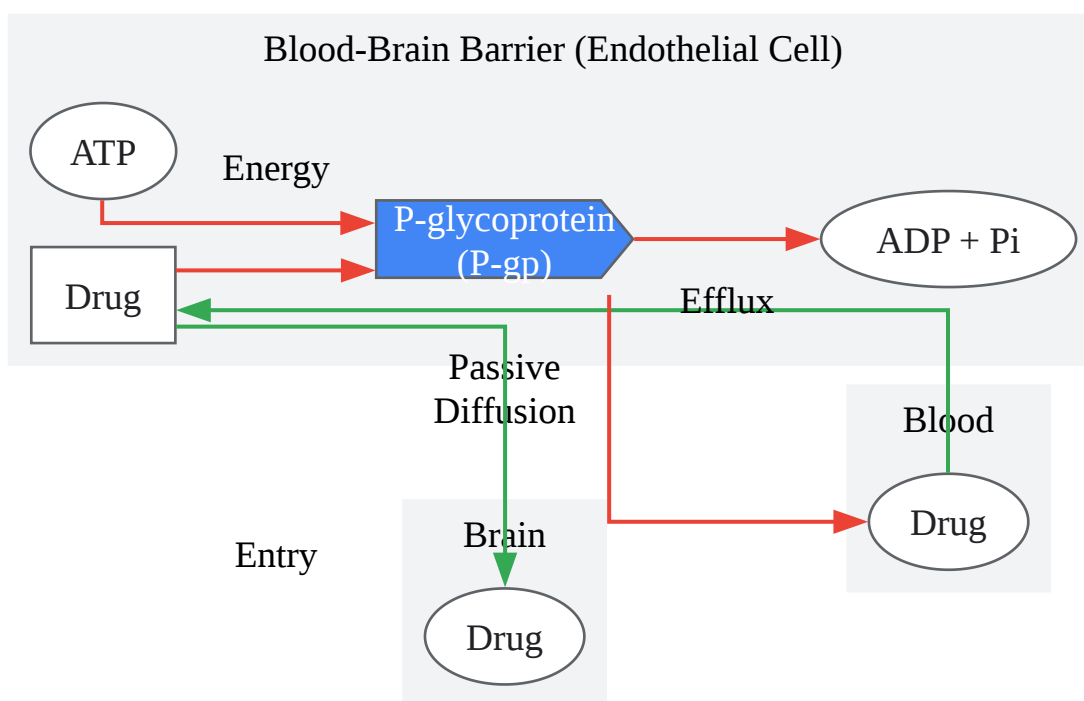 Blood-Brain Barrier (Endothelial Cell)
ATP
Energy
P-glycoprotein
(P-gp)
ADP + Pi
Drug
Efflux
Passive
Diffusion
Blood
Drug
Brain
Entry
Drug